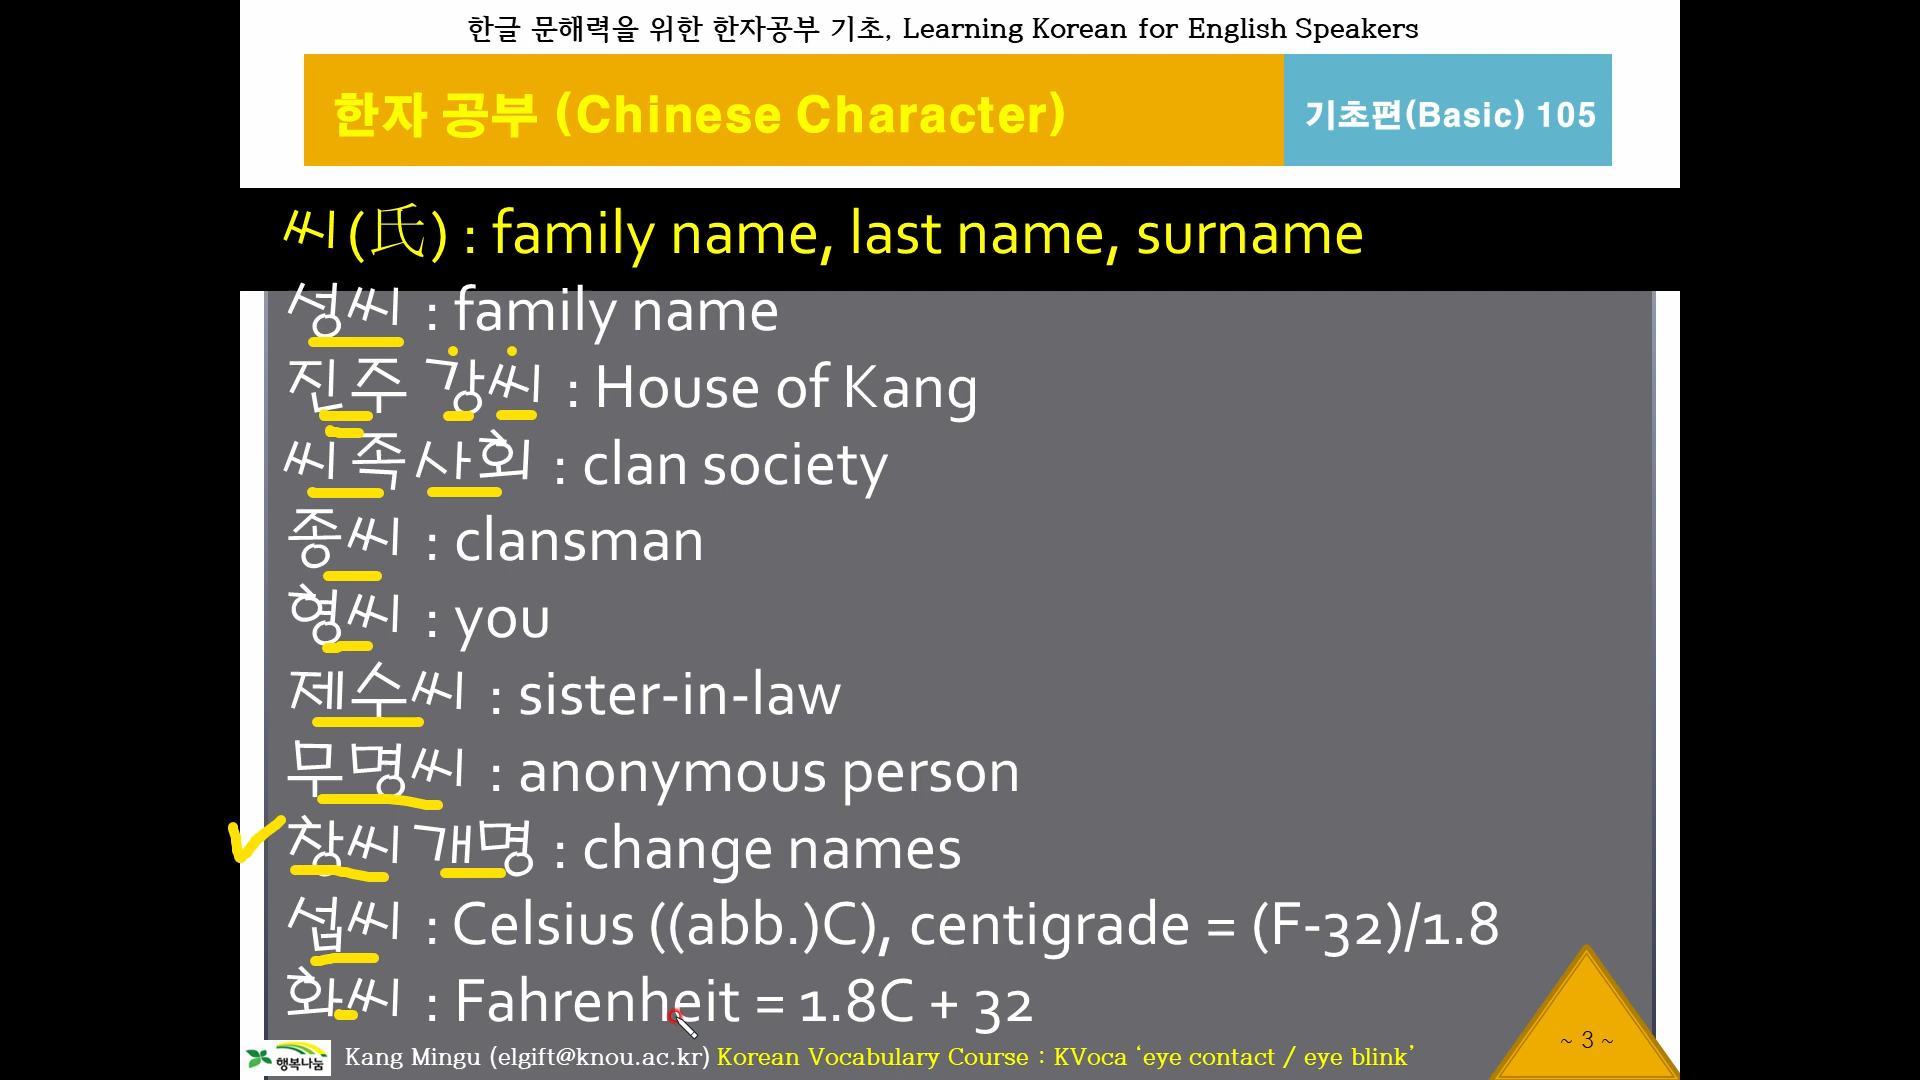 한글 문해력을 위한 한자공부 기초, Learning Korean for English Speakers
한자 공부 (Chinese Character)
기초편(Basic) 105
씨(氏) : family name, last name, surname
성씨 : family name
진주 강씨 : House of Kang
씨족사회 : clan society
종씨 : clansman
형씨 : you
제수씨 : sister-in-law
무명씨 : anonymous person
창씨개명 : change names
섭씨 : Celsius ((abb.)C), centigrade = (F-32)/1.8
화씨 : Fahrenheit = 1.8C + 32
~ 3 ~
행복나눔
Kang Mingu (elgift@knou.ac.kr) Korean Vocabulary Course : KVoca ‘eye contact / eye blink’